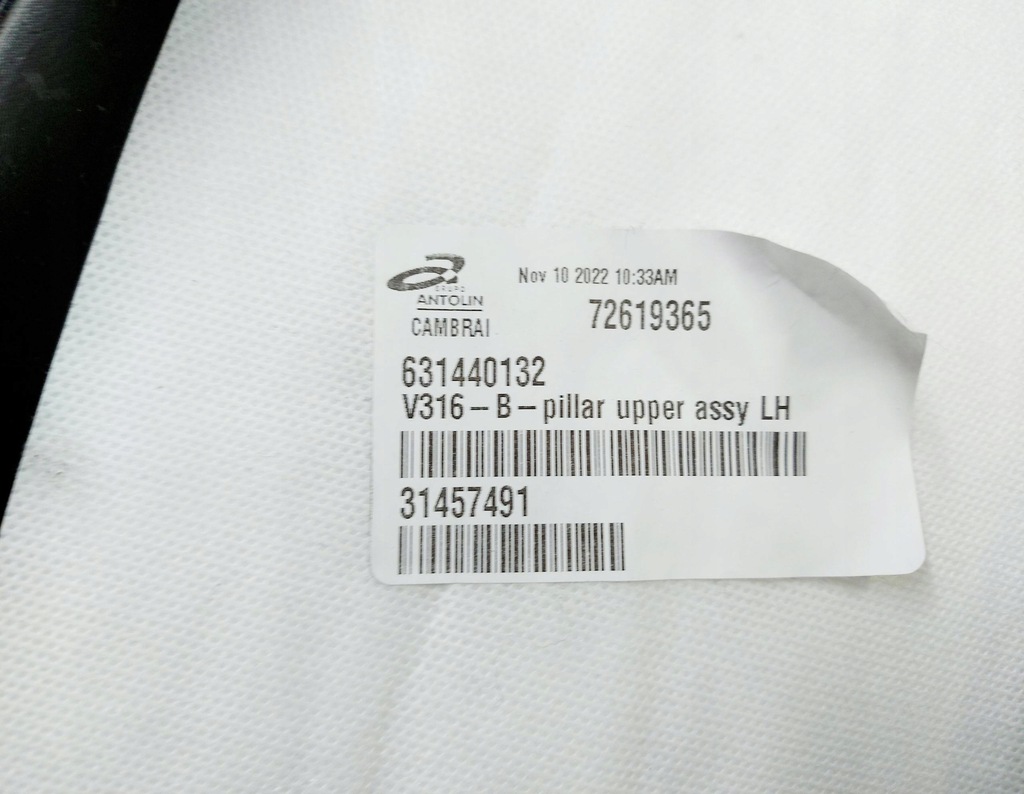 GRUPO
ANTOLIN
CAMBRAI
Nov 10 2022 10:33AM
72619365
631440132
V316 - B - pillar upper assy LH
31457491